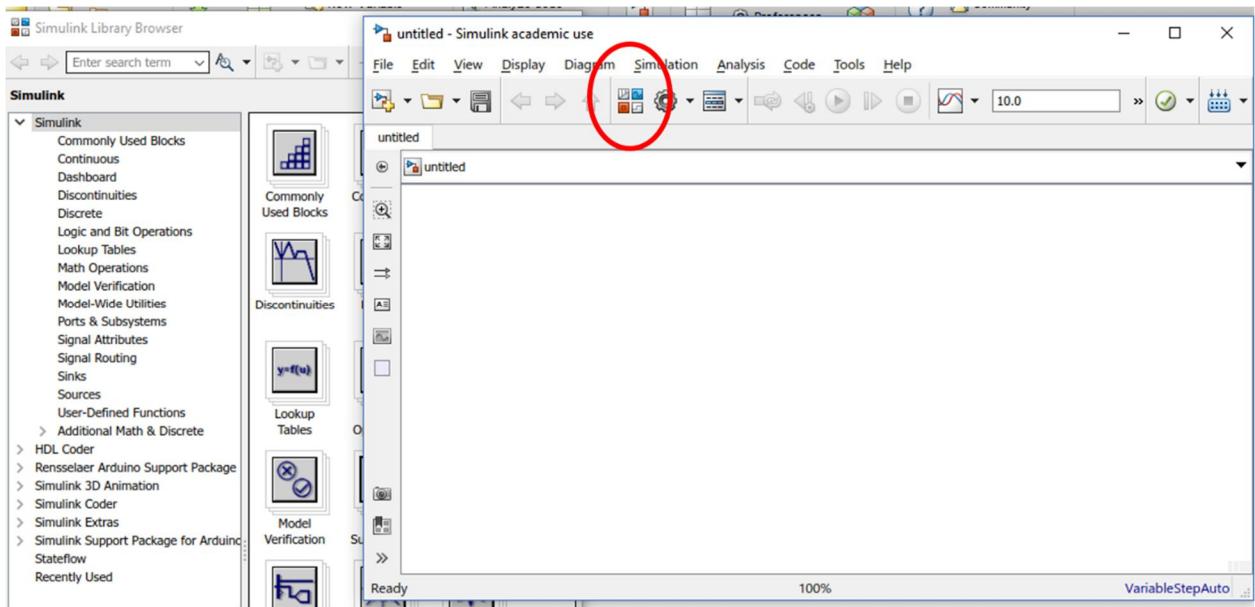 Simulink Library Browser
Enter search term
Simulink
Simulink
Commonly Used Blocks
Continuous
Dashboard
Discontinuities
Discrete
Logic and Bit Operations
Lookup Tables
Math Operations
Model Verification
Model-Wide Utilities
Ports & Subsystems
Signal Attributes
Signal Routing
Sinks
Sources
User-Defined Functions
Additional Math & Discrete
HDL Coder
Rensselaer Arduino Support Package
Simulink 3D Animation
Simulink Coder
Simulink Extras
Simulink Support Package for Arduino
Stateflow
Recently Used
Commonly
Used Blocks
Discontinuities
y=f(u)
Lookup
Tables
Model
Verification
untitled - Simulink academic use
File Edit View Display Diagram Simulation Analysis Code Tools Help
10.0
untitled
untitled
Ready 100% VariableStepAuto